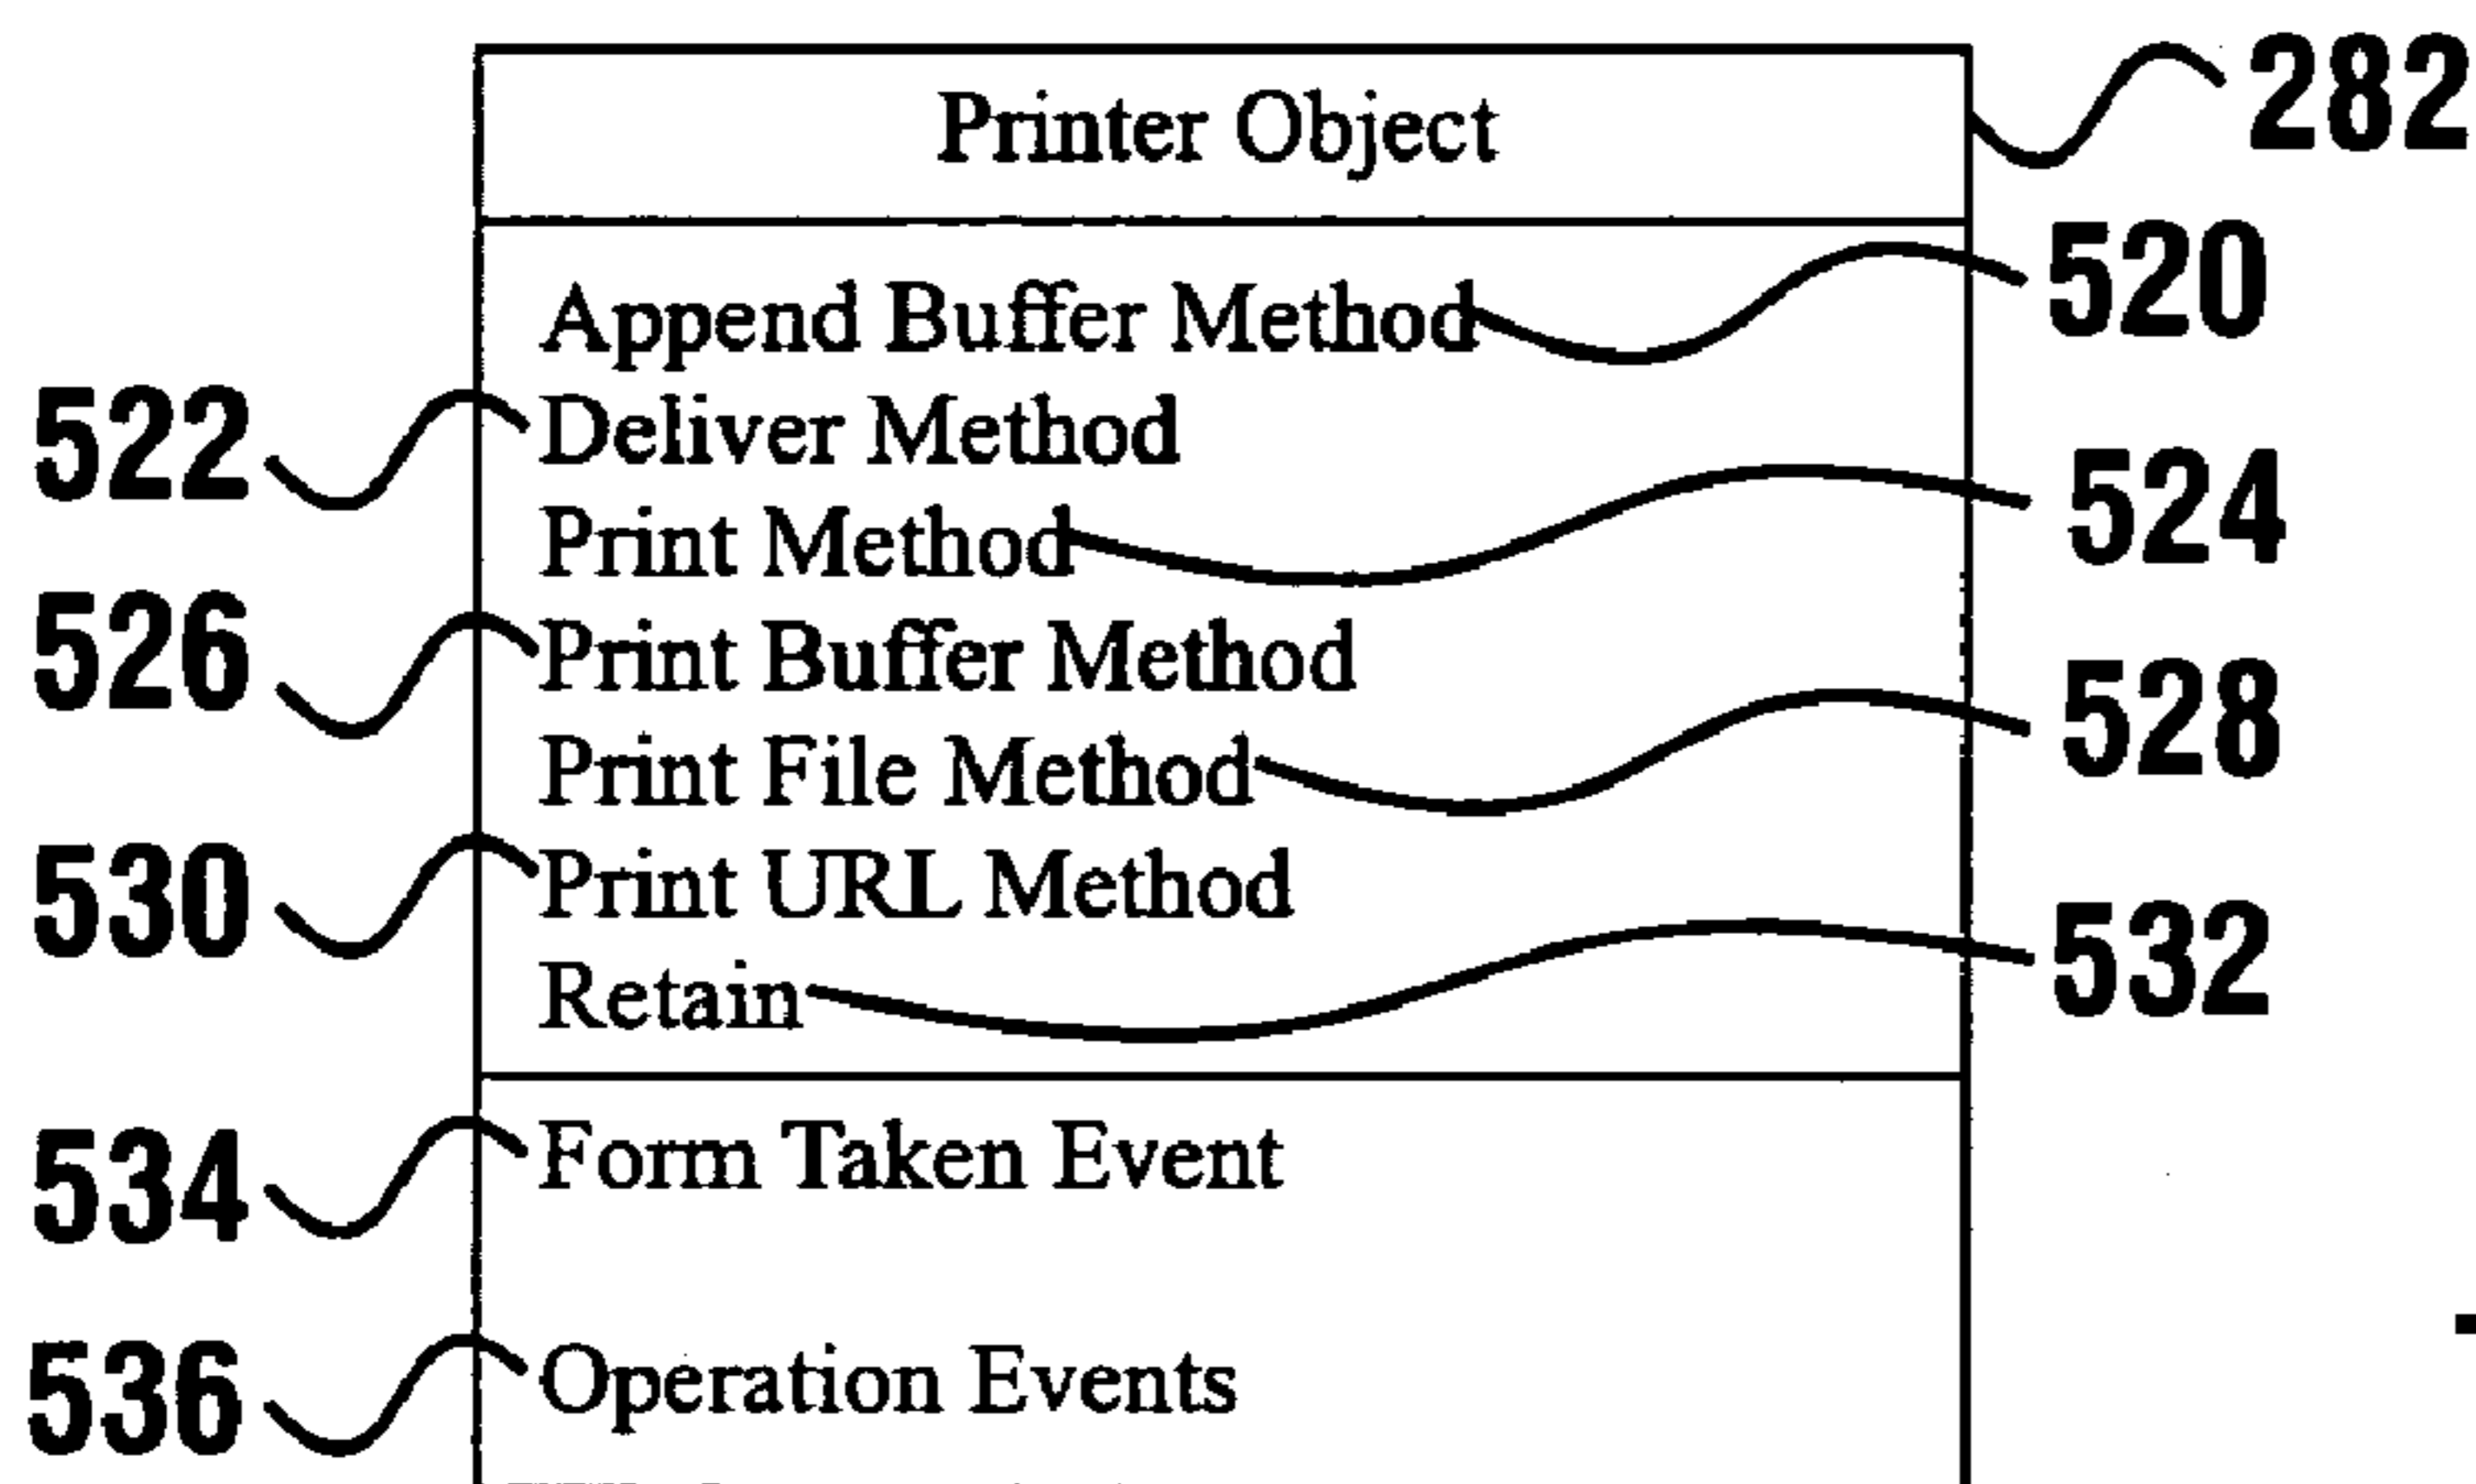 Printer Object 282
Append Buffer Method 520
522 Deliver Method
Print Method 524
526 Print Buffer Method
Print File Method 528
530 Print URL Method
Retain 532
534 Form Taken Event
536 Operation Events